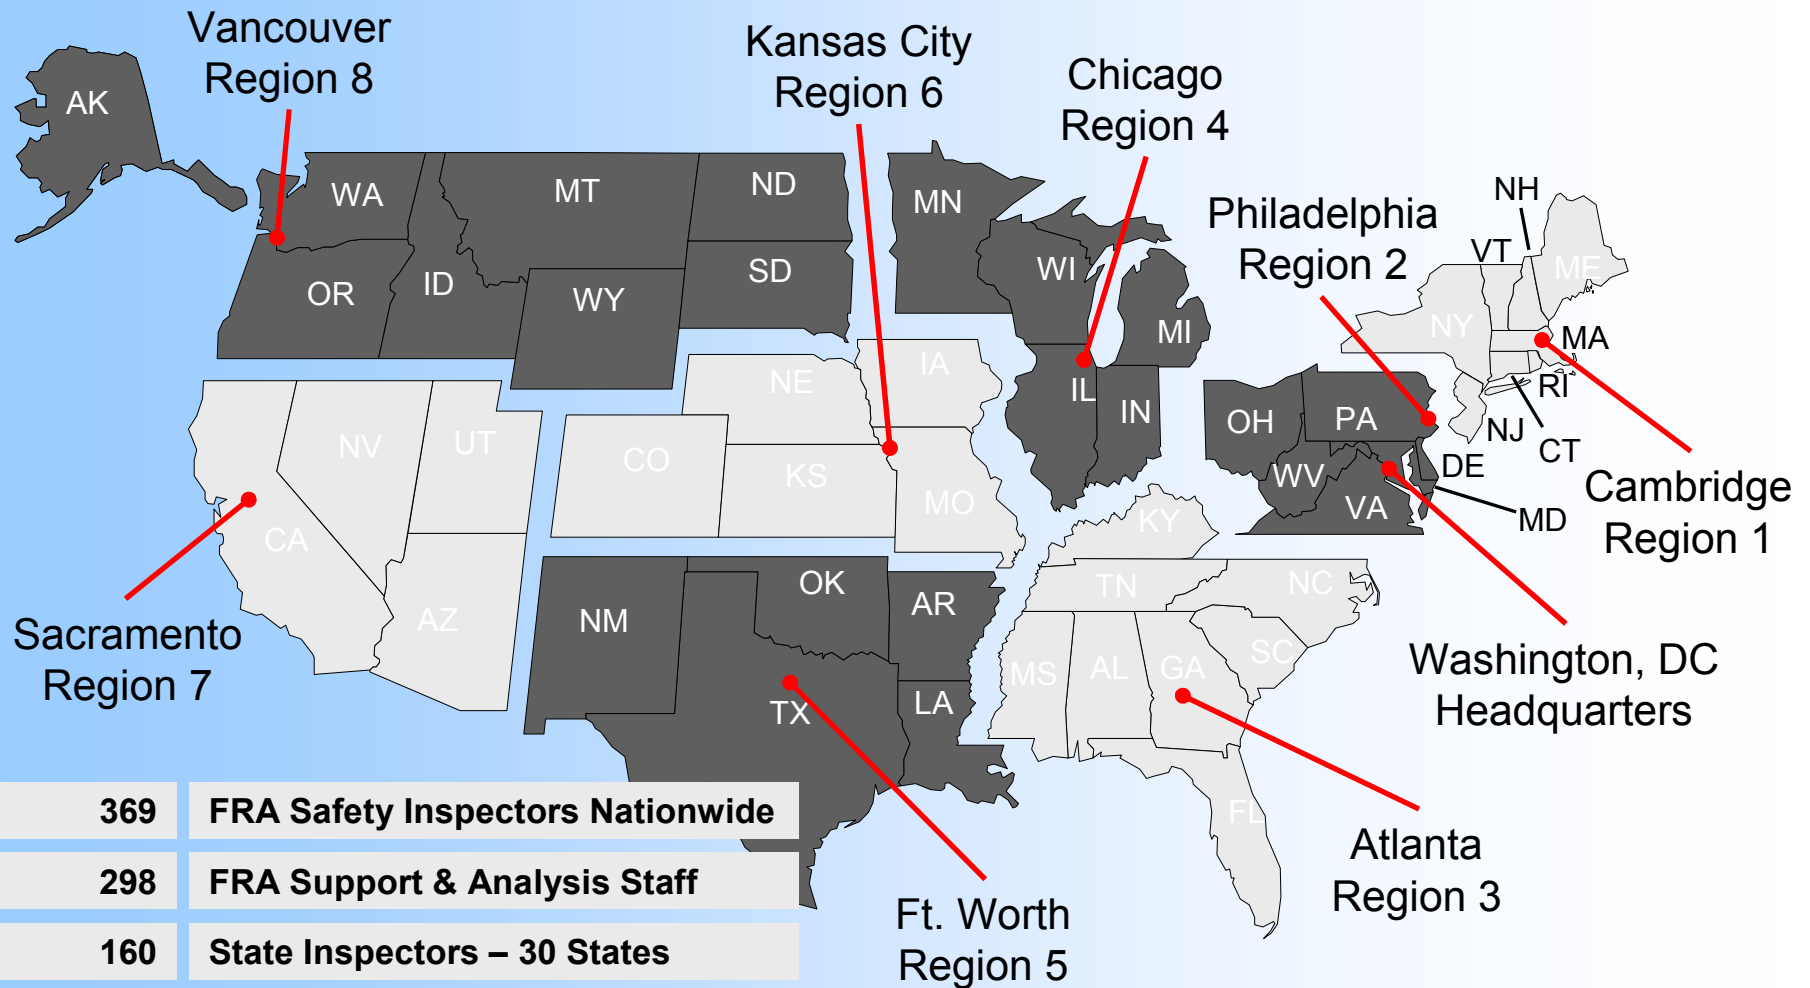 Vancouver
Region 8
Kansas City
Region 6
Chicago
Region 4
Philadelphia
Region 2
AK
WA
MT
ND
MN
NH
VT
ME
OR
ID
WY
SD
WI
MI
NY
MA
RI
CT
NJ
NE
IA
IL
IN
OH
PA
DE
MD
WV
VA
NV
UT
CO
KS
MO
KY
CA
AZ
NM
OK
AR
TN
NC
SC
MS
AL
GA
TX
LA
FL
Cambridge
Region 1
Sacramento
Region 7
Washington, DC
Headquarters
Atlanta
Region 3
Ft. Worth
Region 5
369 FRA Safety Inspectors Nationwide
298 FRA Support & Analysis Staff
160 State Inspectors – 30 States